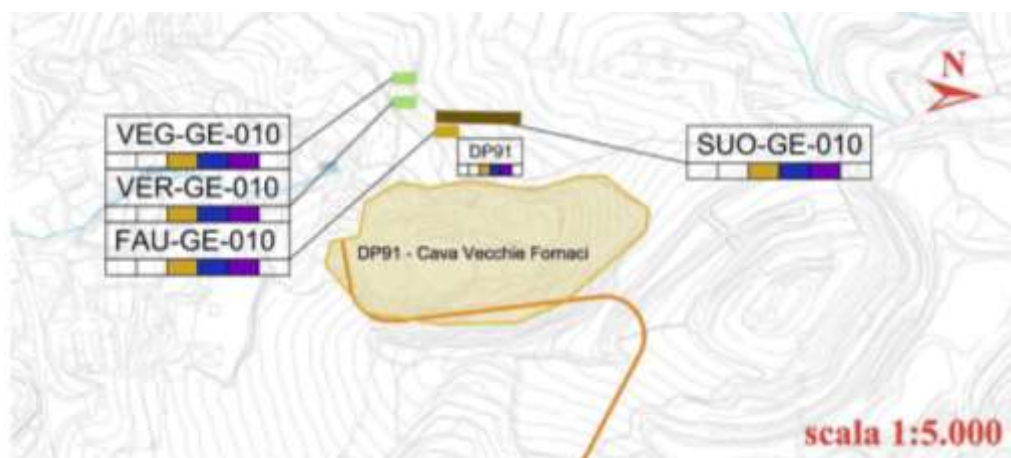 N
VEG-GE-010
VER-GE-010
FAU-GE-010
DP91
SUO-GE-010
DP91 - Cava Vecchie Fornaci
scala 1:5.000